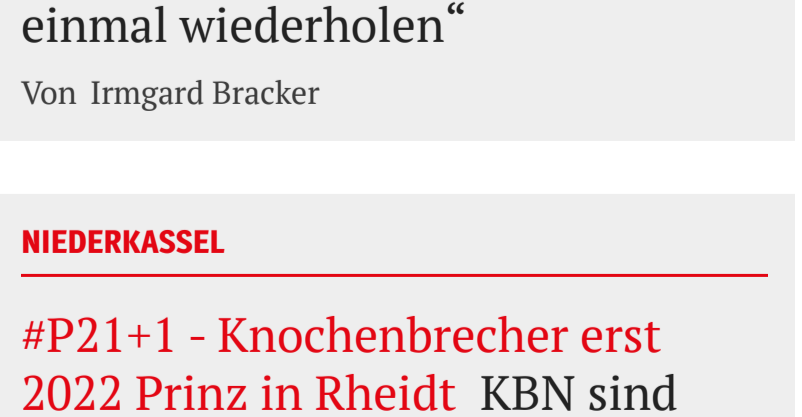 einmal wiederholen“
Von Irmgard Bracker
NIEDERKASSEL
#P21+1 - Knochenbrecher erst
2022 Prinz in Rheidt KBN sind